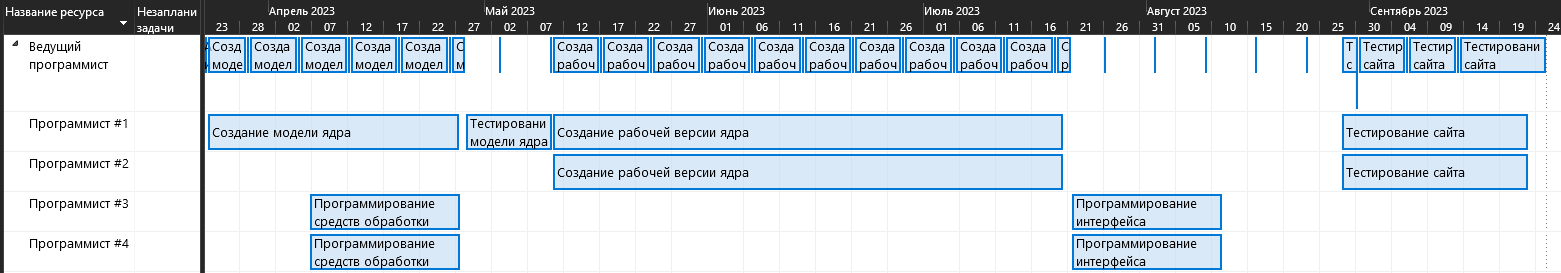 Название ресурса
Незаплани
задачи
Апрель 2023 Май 2023 Июнь 2023 Июль 2023 Август 2023 Сентябрь 2023
23 28 02 07 12 17 22 27 02 07 12 17 22 27 01 06 11 16 21 26 01 06 11 16 21 26 31 05 10 15 20 25 30 04 09 14 19 24
Ведущий
программист
Созда Созда Созда Созда Созда С Созда Созда Созда Созда Созда Созда Созда Созда Созда Созда С Т Тестир Тестир Тестировани
моде модел модел модел модел м рабоч рабоч рабоч рабоч рабоч рабоч рабоч рабоч рабоч рабоч р с сайта сайта сайта
Программист #1
Создание модели ядра
Тестировани
модели ядра
Создание рабочей версии ядра
Тестирование сайта
Программист #2
Создание рабочей версии ядра
Тестирование сайта
Программист #3
Программирование
средств обработки
Программирование
интерфейса
Программист #4
Программирование
средств обработки
Программирование
интерфейса